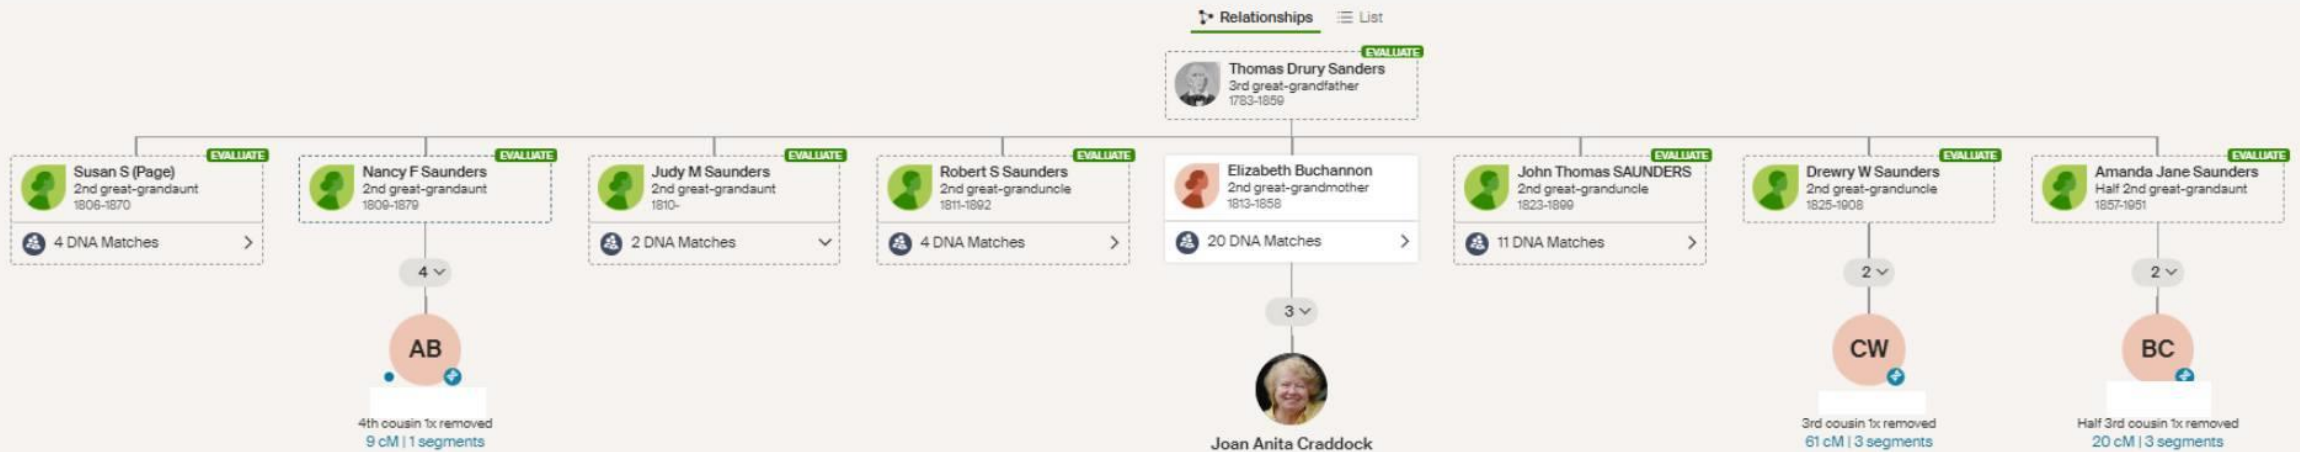 Relationships
List
EVALUATE
Thomas Drury Sanders
3rd great-grandfather
1783-1859
EVALUATE
Susan S (Page)
2nd great-grandaunt
1806-1870
4 DNA Matches
EVALUATE
Nancy F Saunders
2nd great-grandaunt
1809-1879
4
AB
4th cousin 1x removed
9 cM | 1 segments
EVALUATE
Judy M Saunders
2nd great-grandaunt
1810-
2 DNA Matches
EVALUATE
Robert S Saunders
2nd great-granduncle
1811-1892
4 DNA Matches
Elizabeth Buchannon
2nd great-grandmother
1813-1858
20 DNA Matches
3
Joan Anita Craddock
EVALUATE
John Thomas SAUNDERS
2nd great-granduncle
1823-1899
11 DNA Matches
EVALUATE
Drewry W Saunders
2nd great-granduncle
1825-1908
2
CW
3rd cousin 1x removed
61 cM | 3 segments
EVALUATE
Amanda Jane Saunders
Half 2nd great-grandaunt
1857-1951
2
BC
Half 3rd cousin 1x removed
20 cM | 3 segments